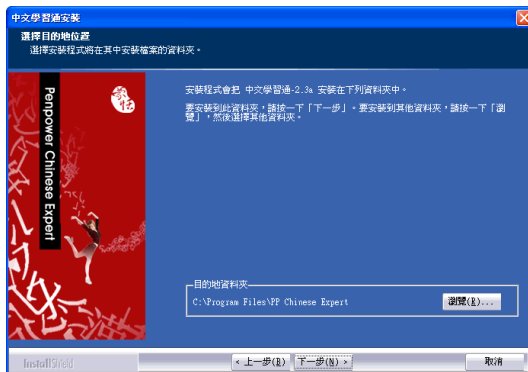 中文學習通安裝
選擇目的地位置
選擇安裝程式將在其中安裝檔案的資料夾。
Penpower Chinese Expert
安裝程式會把 中文學習通-2.3a 安裝在下列資料夾中。
要安裝到此資料夾，請按一下「下一步」。要安裝到其他資料夾，請按一下「瀏
覽」，然後選擇其他資料夾。
目的地資料夾
C:\Program Files\PP Chinese Expert
瀏覽(R)...
InstallShield
< 上一步(B)
下一步(N) >
取消